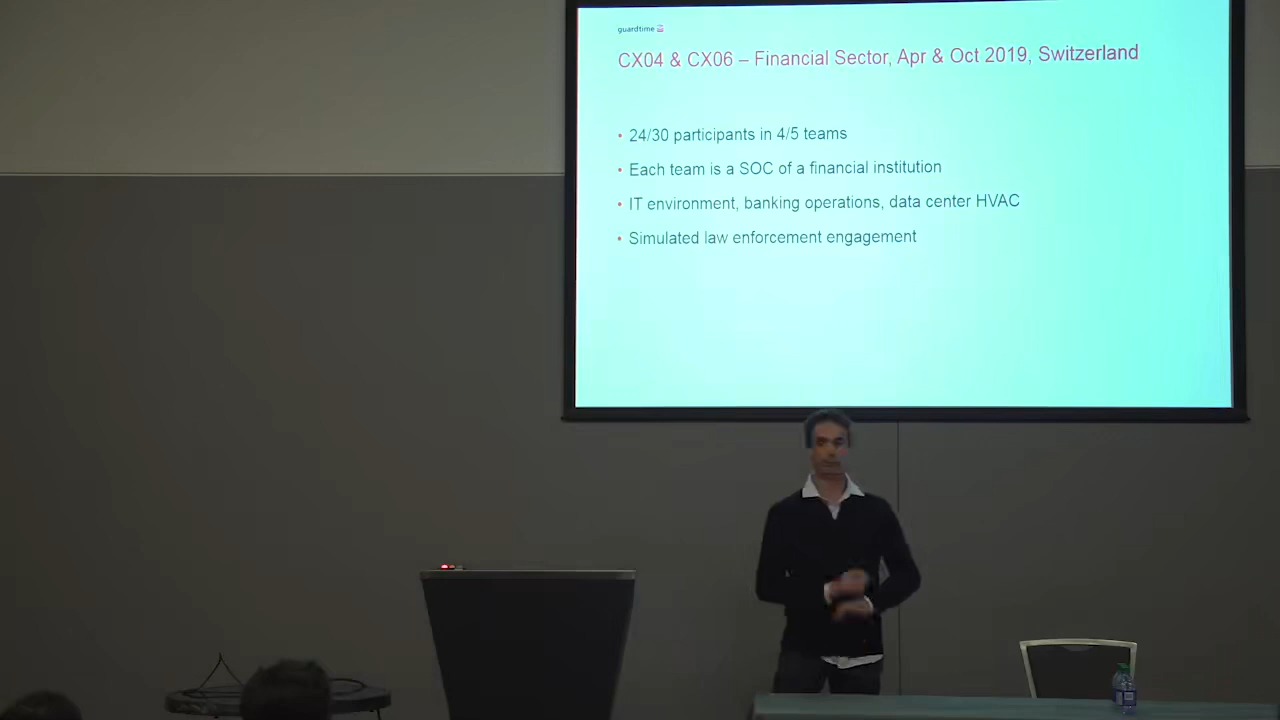 guardtime
CX04 & CX06 – Financial Sector, Apr & Oct 2019, Switzerland
• 24/30 participants in 4/5 teams
• Each team is a SOC of a financial institution
• IT environment, banking operations, data center HVAC
• Simulated law enforcement engagement